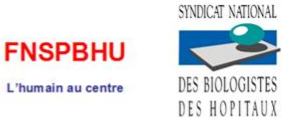 FNSPBHU
L'humain au centre
SYNDICAT NATIONAL
DES BIOLOGISTES
DES HOPITAUX